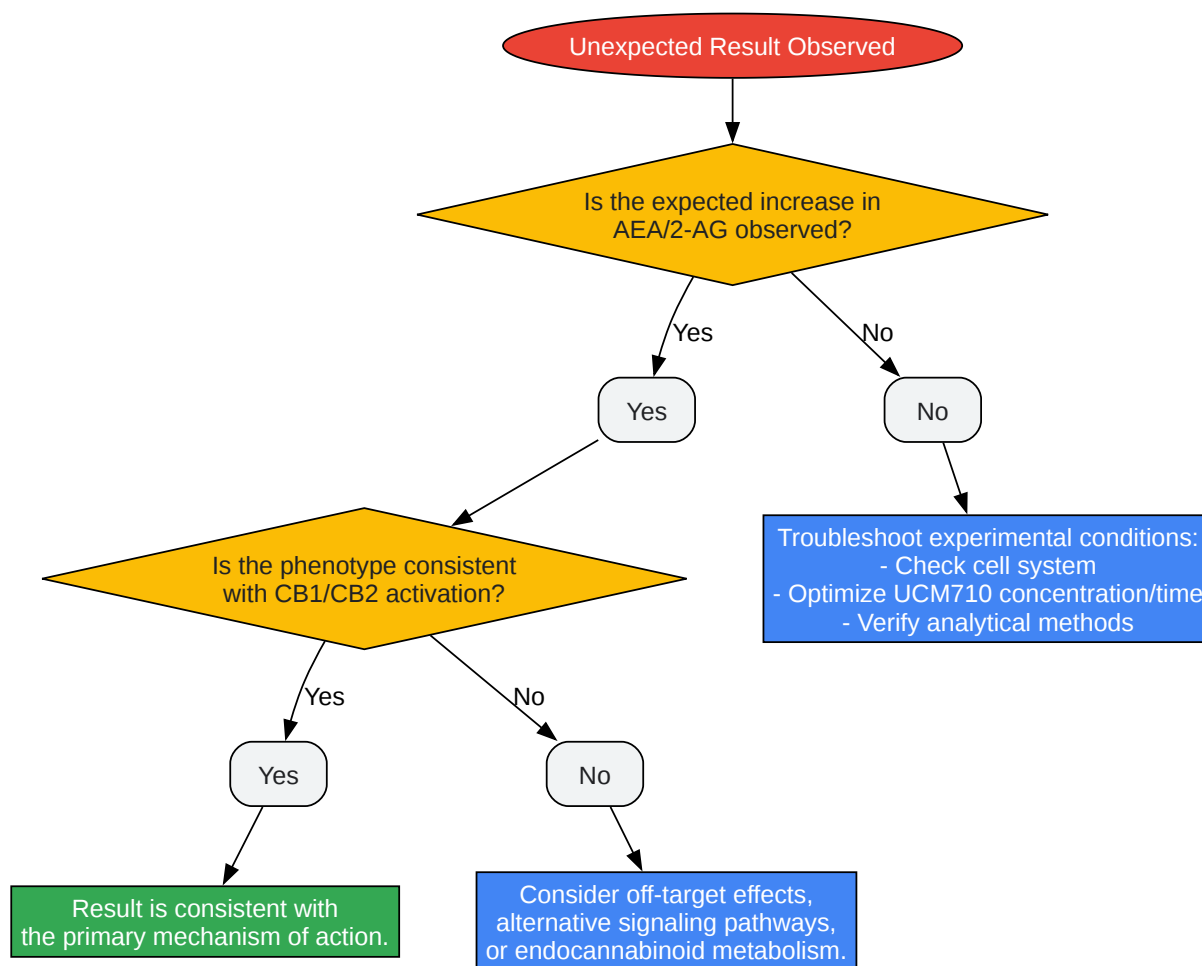 Unexpected Result Observed
Is the expected increase in
AEA/2-AG observed?
Yes
No
Yes
No
Troubleshoot experimental conditions:
- Check cell system
- Optimize UCM710 concentration/time
- Verify analytical methods
Is the phenotype consistent
with CB1/CB2 activation?
Yes
No
Yes
No
Result is consistent with
the primary mechanism of action.
Consider off-target effects,
alternative signaling pathways,
or endocannabinoid metabolism.